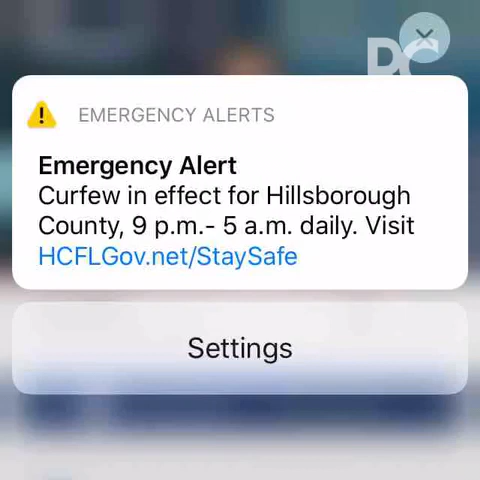 EMERGENCY ALERTS
Emergency Alert
Curfew in effect for Hillsborough
County, 9 p.m.- 5 a.m. daily. Visit
HCFLGov.net/StaySafe
Settings